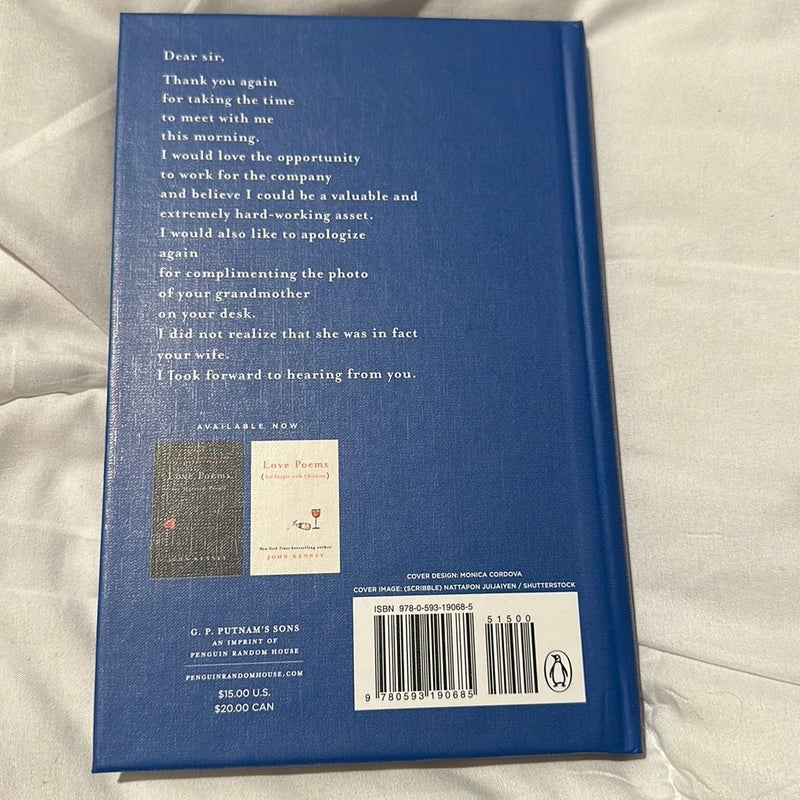 Dear sir,
Thank you again
for taking the time
to meet with me
this morning.
I would love the opportunity
to work for the company
and believe I could be a valuable and
extremely hard-working asset.
I would also like to apologize
again
for complimenting the photo
of your grandmother
on your desk.
I did not realize that she was in fact
your wife.
I look forward to hearing from you.
AVAILABLE NOW
Love Poems
JOHN KENNEY
Love Poems
(for People with Children)
New York Times bestselling author
JOHN KENNEY
COVER DESIGN: MONICA CORDOVA
COVER IMAGE: (SCRIBBLE) NATTAPON JUIJAIYEN / SHUTTERSTOCK
G. P. PUTNAM'S SONS
AN IMPRINT OF
PENGUIN RANDOM HOUSE
PENGUINRANDOMHOUSE.COM
$15.00 U.S.
$20.00 CAN
ISBN 978-0-593-19068-5
51500
9 780593 190685